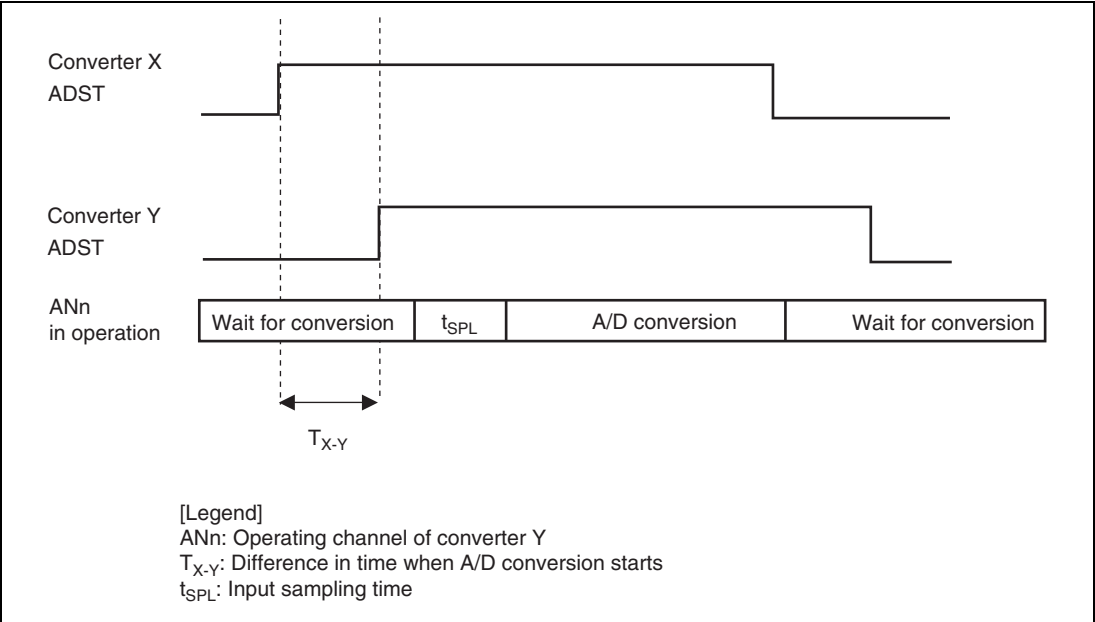 Converter X
ADST
Converter Y
ADST
ANn
in operation
Wait for conversion
tSPL
A/D conversion
Wait for conversion
TX-Y
[Legend]
ANn: Operating channel of converter Y
TX-Y: Difference in time when A/D conversion starts
tSPL: Input sampling time